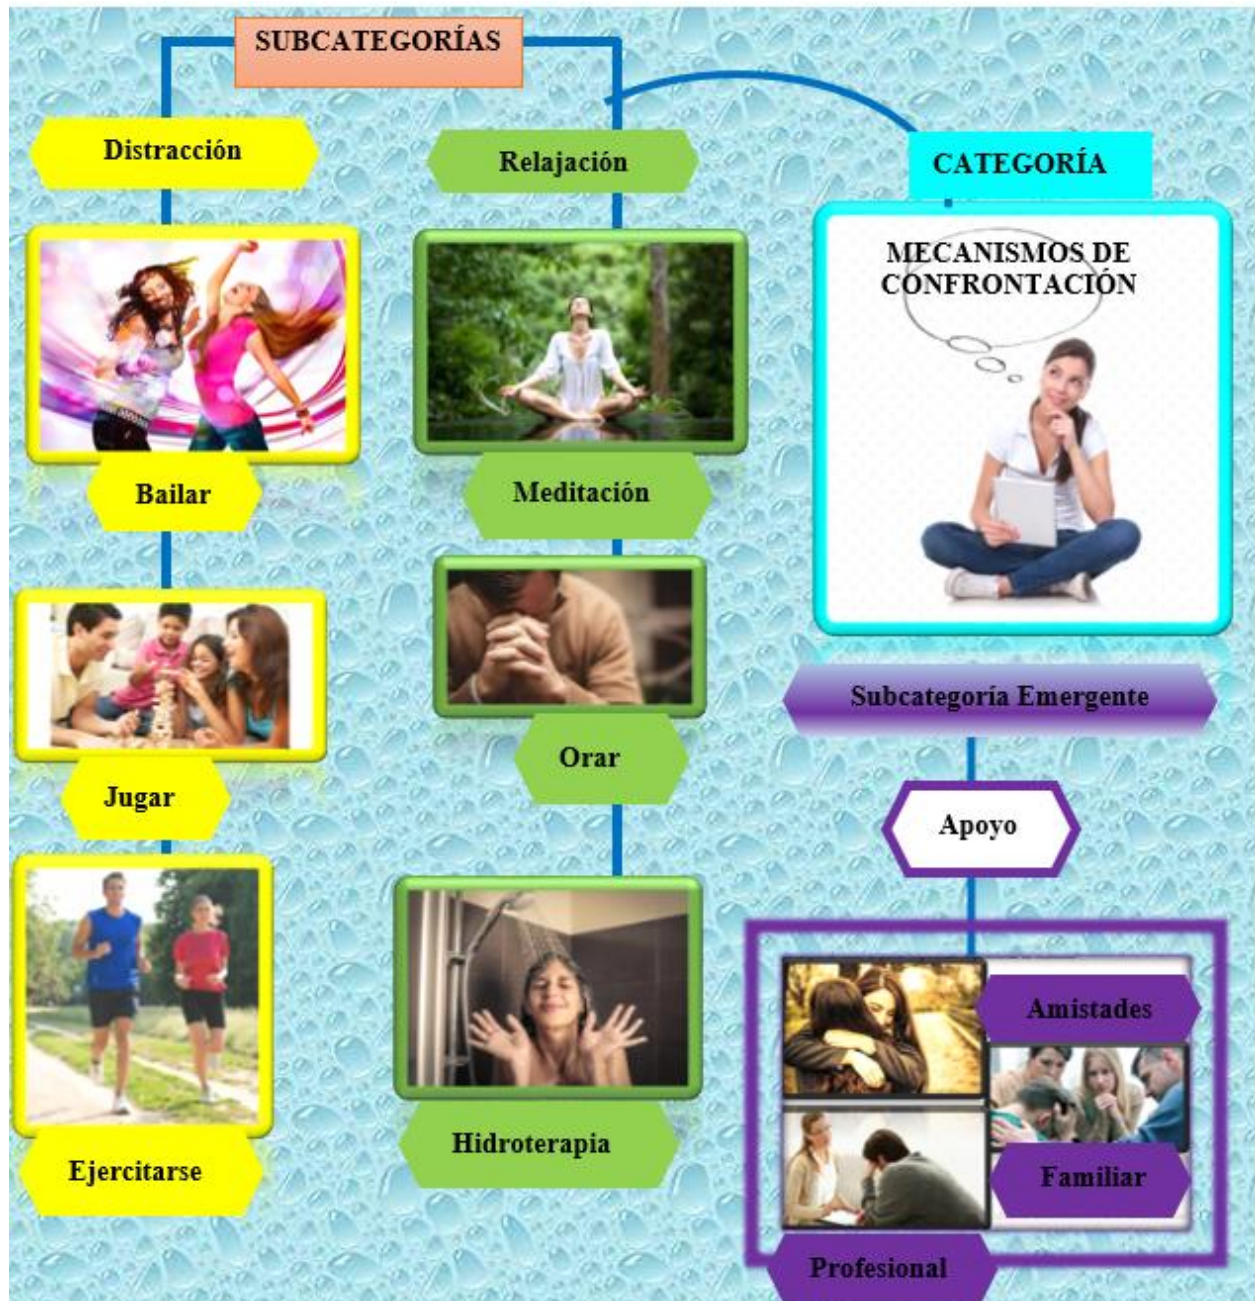 SUBCATEGORÍAS
Distracción
Bailar
Jugar
Ejercitarse
Relajación
Meditación
Orar
Hidroterapia
CATEGORÍA
MECANISMOS DE
CONFRONTACIÓN
Subcategoría Emergente
Apoyo
Amistades
Familiar
Profesional